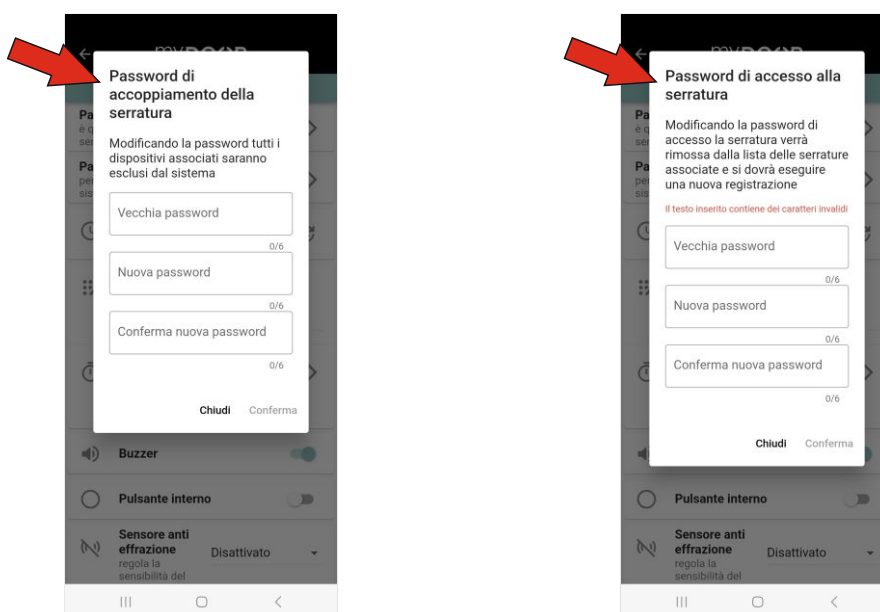 Password di
accoppiamento della
serratura
Modificando la password tutti i
dispositivi associati saranno
esclusi dal sistema
Vecchia password
0/6
Nuova password
0/6
Conferma nuova password
0/6
Chiudi Conferma
Buzzer
Pulsante interno
Sensore anti
effrazione
Disattivato
regola la
sensibilità del
Password di accesso alla
serratura
Modificando la password di
accesso la serratura verrà
rimossa dalla lista delle serrature
associate e si dovrà eseguire
una nuova registrazione
Il testo inserito contiene dei caratteri invalidi
Vecchia password
0/6
Nuova password
0/6
Conferma nuova password
0/6
Chiudi Conferma
Pulsante interno
Sensore anti
effrazione
Disattivato
regola la
sensibilità del